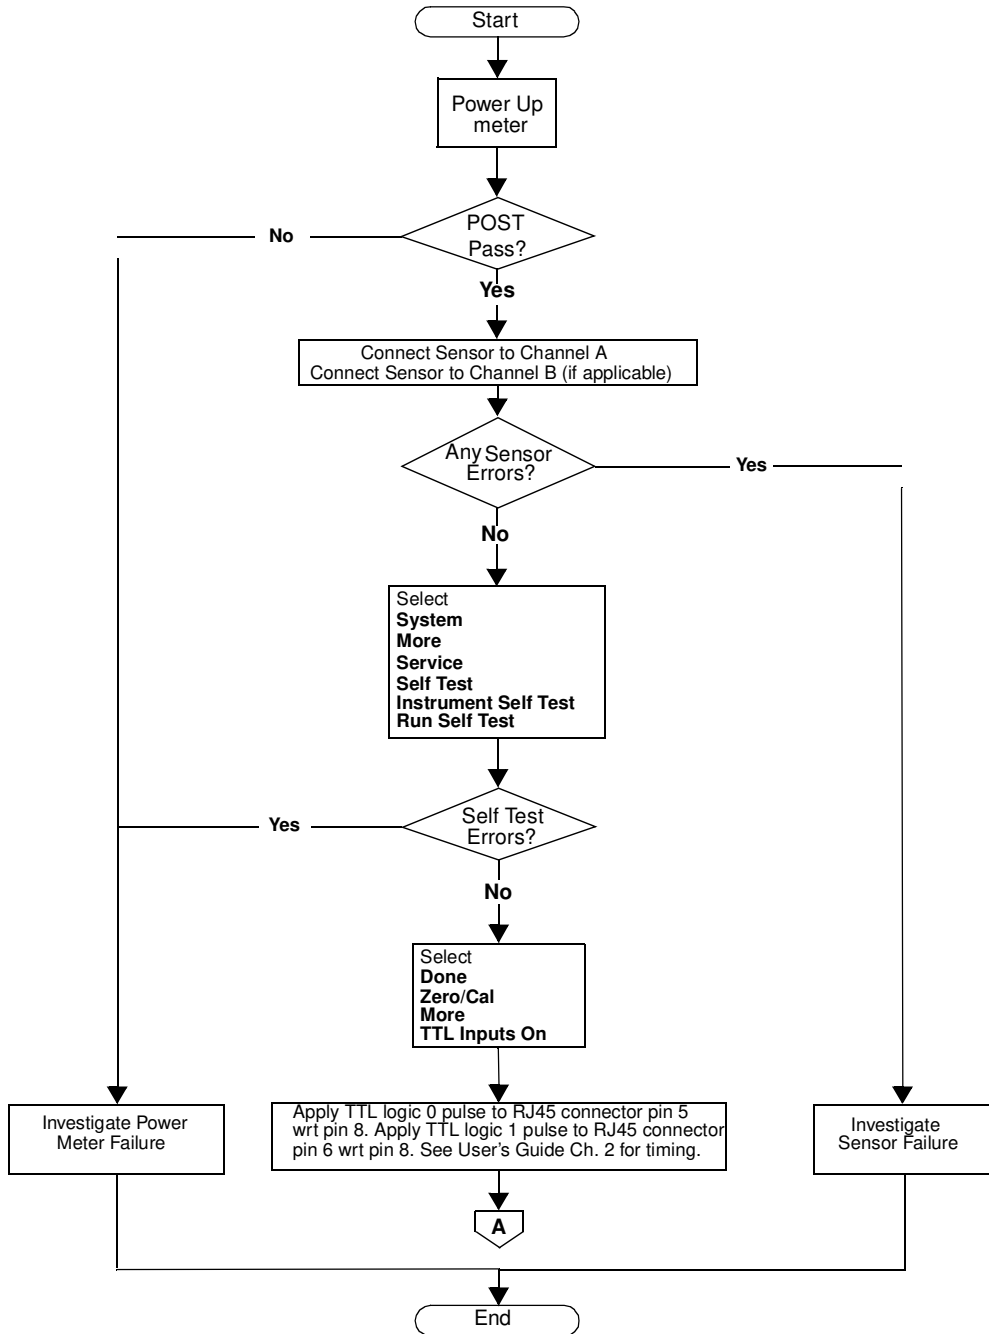 Start
Power Up
meter
POST
Pass?
No
Yes
Connect Sensor to Channel A
Connect Sensor to Channel B (if applicable)
Any Sensor
Errors?
Yes
No
Select
System
More
Service
Self Test
Instrument Self Test
Run Self Test
Self Test
Errors?
Yes
No
Select
Done
Zero/Cal
More
TTL Inputs On
Investigate Power
Meter Failure
Apply TTL logic 0 pulse to RJ45 connector pin 5
wrt pin 8. Apply TTL logic 1 pulse to RJ45 connector
pin 6 wrt pin 8. See User's Guide Ch. 2 for timing.
Investigate
Sensor Failure
A
End